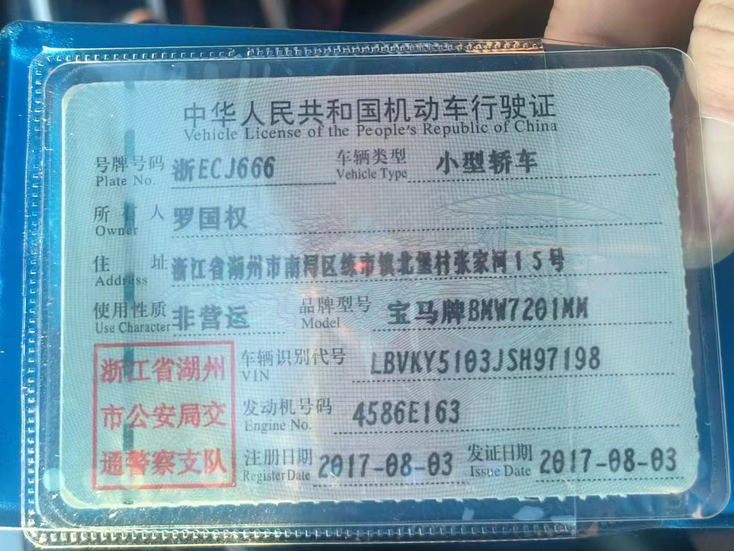 中华人民共和国机动车行驶证
Vehicle License of the People's Republic of China
号牌号码 浙ECJ666 车辆类型 小型轿车
Plate No. Vehicle Type
所有人 罗国权
Owner
住址 浙江省湖州市南浔区练市镇北堡村张家河15号
Address
使用性质 非营运 品牌型号 宝马牌BMW7201MM
Use Character Model
浙江省湖州
市公安局交
通警察支队
车辆识别代号 LBVKY5103JSH97198
VIN
发动机号码 4586E163
Engine No.
注册日期 2017-08-03 发证日期 2017-08-03
Register Date Issue Date